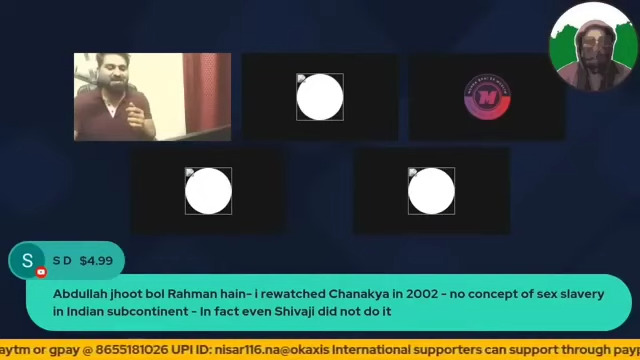 M
S
S D $4.99
Abdullah jhoot bol Rahman hain- i rewatched Chanakya in 2002 - no concept of sex slavery
in Indian subcontinent - In fact even Shivaji did not do it
aytm or gpay @ 8655181026 UPI ID: nisar116.na@okaxis International supporters can support through payp